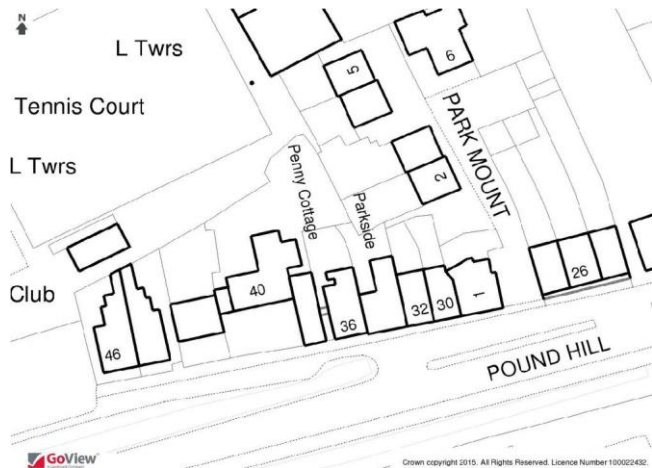 N
L Twrs
Tennis Court
L Twrs
Club
5
9
PARK MOUNT
2
Penny Cottage
Parkside
46
40
36
32
30
1
26
POUND HILL
GoView
Crown copyright 2015. All Rights Reserved. Licence Number 100022432.